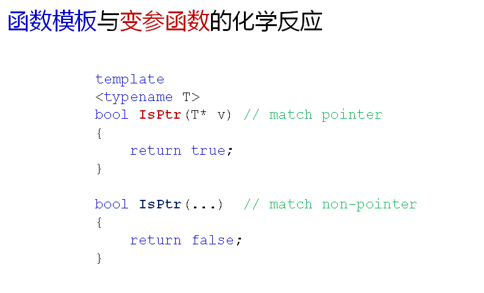 函数模板与变参函数的化学反应
template
<typename T>
bool IsPtr(T* v) // match pointer
{
return true;
}
bool IsPtr(...) // match non-pointer
{
return false;
}